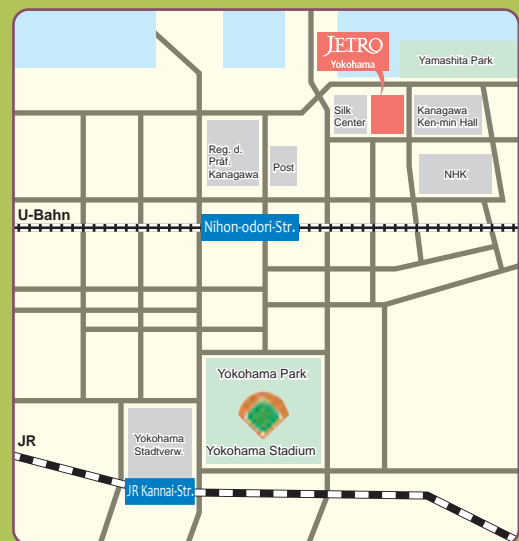 JETRO
Yokohama
Yamashita Park
Silk
Center
Kanagawa
Ken-min Hall
Reg. d.
Präf.
Kanagawa
Post
NHK
U-Bahn
Nihon-odori-Str.
Yokohama Park
Yokohama Stadium
Yokohama
Stadtverw.
JR
JR Kannai-Str.